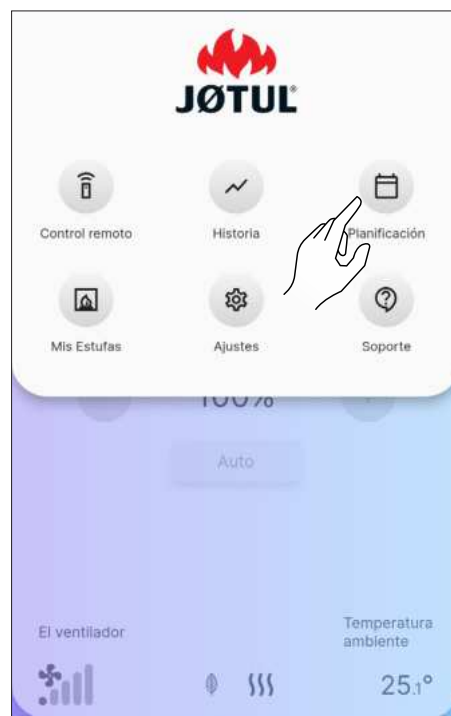 JØTUL®
Control remoto
Historia
Planificación
Mis Estufas
Ajustes
Soporte
100%
Auto
El ventilador
Temperatura
ambiente
25.1°